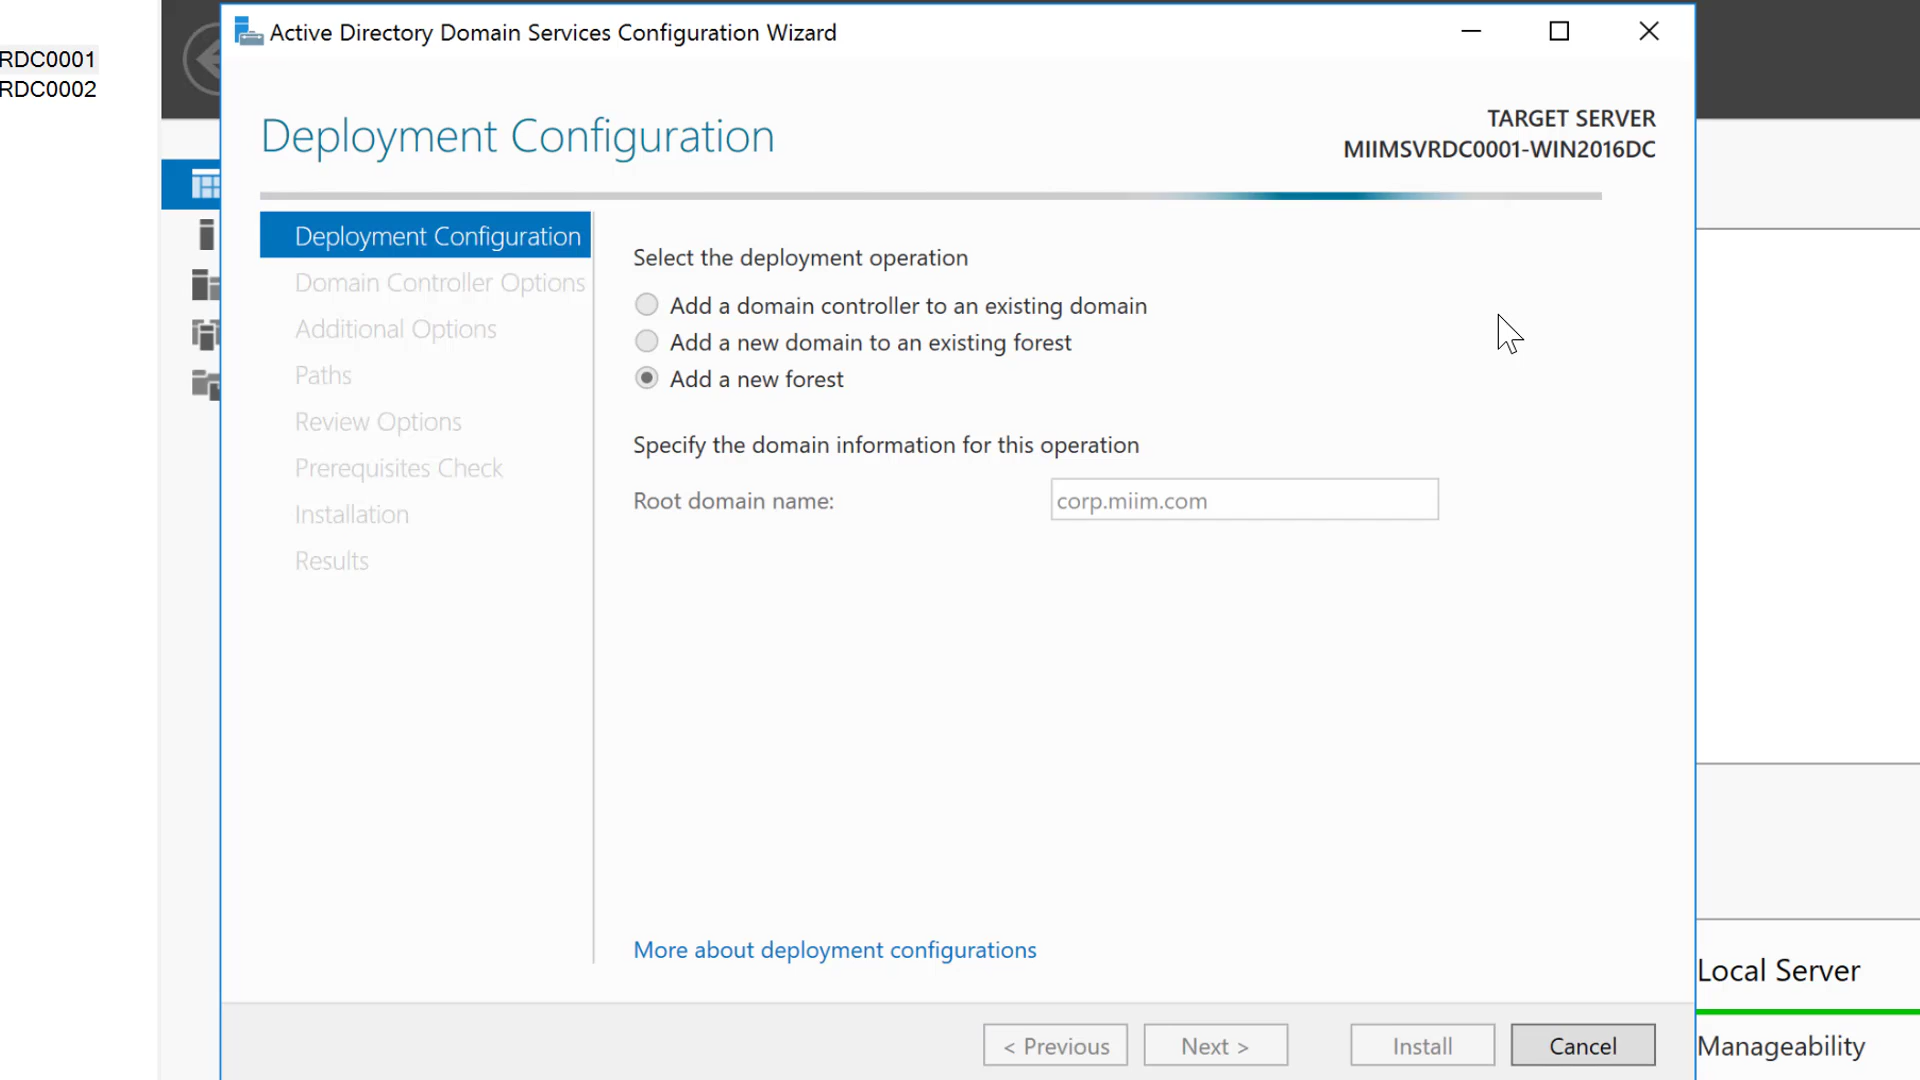 RDC0001
RDC0002
Active Directory Domain Services Configuration Wizard
Deployment Configuration
TARGET SERVER
MIIMSVRDC0001-WIN2016DC
Deployment Configuration
Domain Controller Options
Additional Options
Paths
Review Options
Prerequisites Check
Installation
Results
Select the deployment operation
Add a domain controller to an existing domain
Add a new domain to an existing forest
Add a new forest
Specify the domain information for this operation
Root domain name:
corp.miim.com
More about deployment configurations
< Previous
Next >
Install
Cancel
Local Server
Manageability